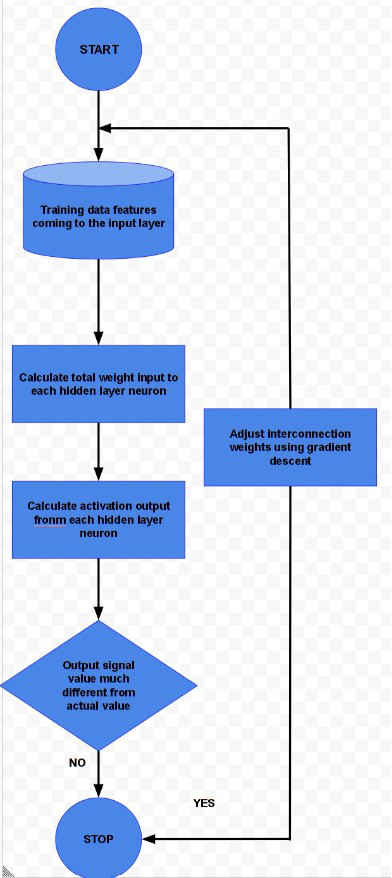 START
Training data features
coming to the input layer
Calculate total weight input to
each hidden layer neuron
Adjust interconnection
weights using gradient
descent
Calculate activation output
fronm each hidden layer
neuron
Output signal
value much
different from
actual value
NO
YES
STOP